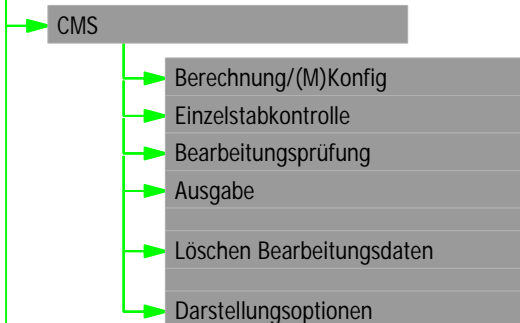 CMS
Berechnung/(M)Konfig
Einzelstabkontrolle
Bearbeitungsprüfung
Ausgabe
Löschen Bearbeitungsdaten
Darstellungsoptionen